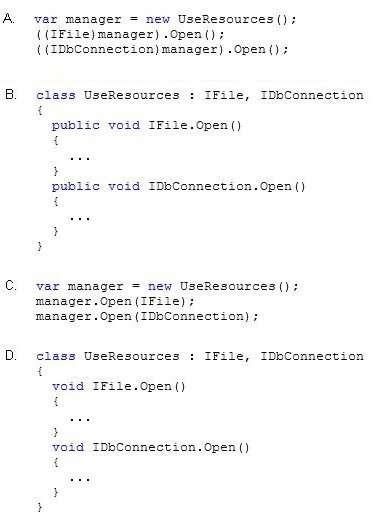 A. var manager = new UseResources();
((IFile)manager).Open();
((IDbConnection)manager).Open();
B. class UseResources : IFile, IDbConnection
{
public void IFile.Open()
{
...
}
public void IDbConnection.Open()
{
...
}
}
C. var manager = new UseResources();
manager.Open(IFile);
manager.Open(IDbConnection);
D. class UseResources : IFile, IDbConnection
{
void IFile.Open()
{
...
}
void IDbConnection.Open()
{
...
}
}